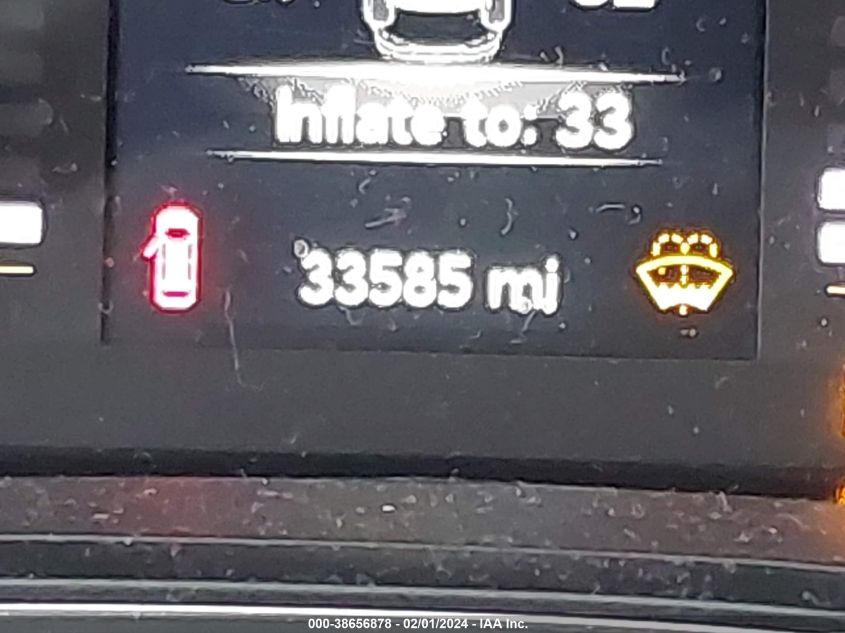 Inflate to: 33
33585 mi
000-38656878 - 02/01/2024 - IAA Inc.